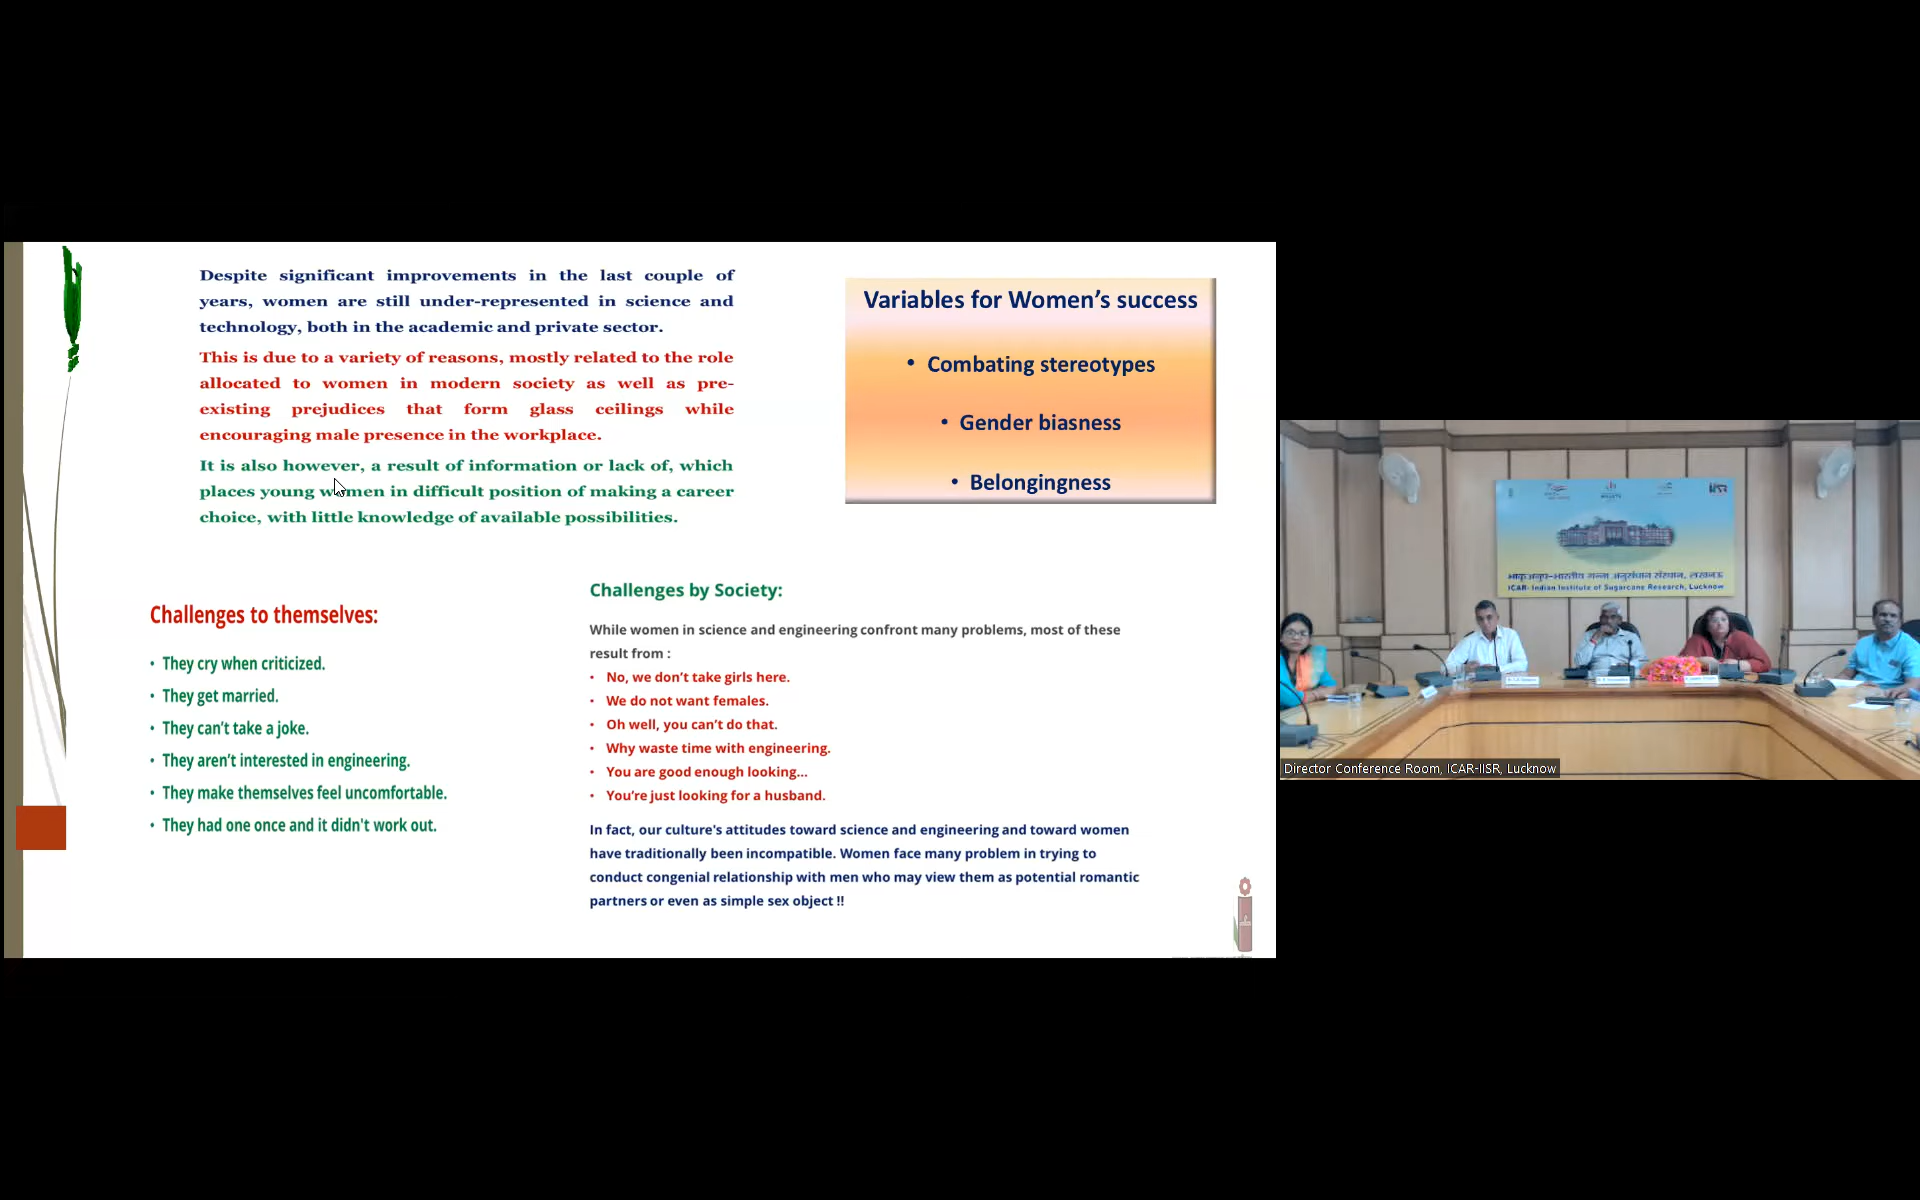 Despite significant improvements in the last couple of
years, women are still under-represented in science and
technology, both in the academic and private sector.
This is due to a variety of reasons, mostly related to the role
allocated to women in modern society as well as pre-
existing prejudices that form glass ceilings while
encouraging male presence in the workplace.
It is also however, a result of information or lack of, which
places young women in difficult position of making a career
choice, with little knowledge of available possibilities.
Variables for Women's success
• Combating stereotypes
• Gender biasness
• Belongingness
Challenges to themselves:
• They cry when criticized.
• They get married.
• They can't take a joke.
• They aren't interested in engineering.
• They make themselves feel uncomfortable.
• They had one once and it didn't work out.
Challenges by Society:
While women in science and engineering confront many problems, most of these
result from :
• No, we don't take girls here.
• We do not want females.
• Oh well, you can't do that.
• Why waste time with engineering.
• You are good enough looking...
• You're just looking for a husband.
In fact, our culture's attitudes toward science and engineering and toward women
have traditionally been incompatible. Women face many problem in trying to
conduct congenial relationship with men who may view them as potential romantic
partners or even as simple sex object !!
भाकृअनुप-भारतीय गन्ना अनुसंधान संस्थान, लखनऊ
ICAR- Indian Institute of Sugarcane Research, Lucknow
Director Conference Room, ICAR-IISR, Lucknow